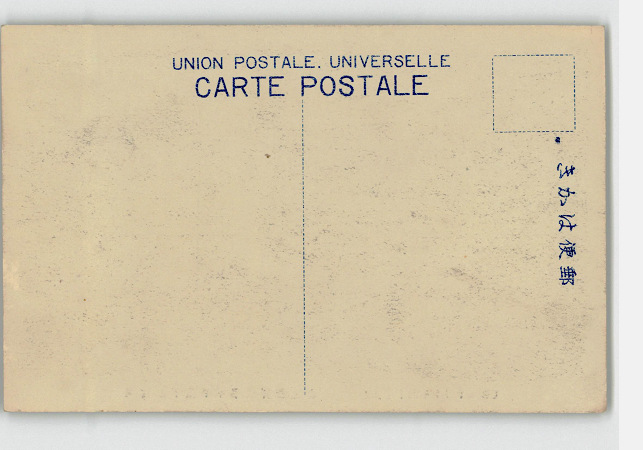 UNION POSTALE. UNIVERSELLE
CARTE POSTALE
郵便はかき